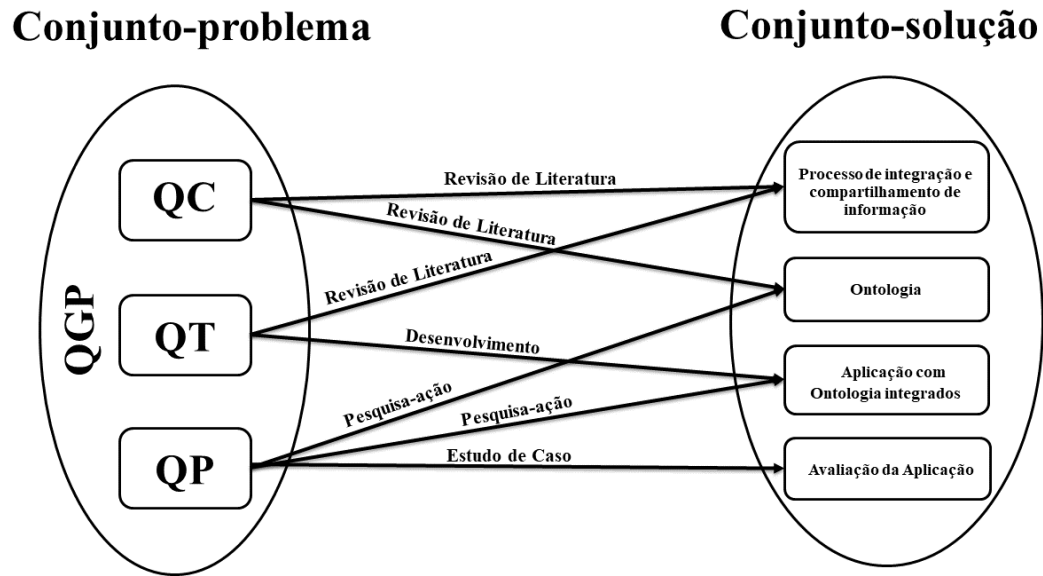 Conjunto-problema
Conjunto-solução
QGP
QC
QT
QP
Revisão de Literatura
Revisão de Literatura
Revisão de Literatura
Desenvolvimento
Pesquisa-ação
Pesquisa-ação
Estudo de Caso
Processo de integração e
compartilhamento de
informação
Ontologia
Aplicação com
Ontologia integrados
Avaliação da Aplicação